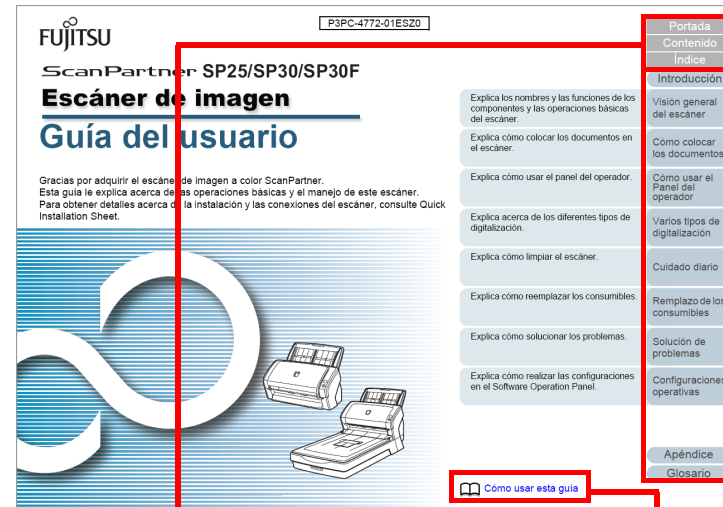 FUJITSU
P3PC-4772-01ESZ0
ScanPartner SP25/SP30/SP30F
Escáner de imagen
Guía del usuario
Gracias por adquirir el escáner de imagen a color ScanPartner.
Esta guía le explica acerca de las operaciones básicas y el manejo de este escáner.
Para obtener detalles acerca de la instalación y las conexiones del escáner, consulte Quick
Installation Sheet.
Portada
Contenido
Índice
Introducción
Explica los nombres y las funciones de los
componentes y las operaciones básicas
del escáner.
Visión general
del escáner
Explica cómo colocar los documentos en
el escáner.
Cómo colocar
los documentos
Explica cómo usar el panel del operador.
Cómo usar el
Panel del
operador
Explica acerca de los diferentes tipos de
digitalización.
Varios tipos de
digitalización
Explica cómo limpiar el escáner.
Cuidado diario
Explica cómo reemplazar los consumibles.
Remplazo de los
consumibles
Explica cómo solucionar los problemas.
Solución de
problemas
Explica cómo realizar las configuraciones
en el Software Operation Panel.
Configuraciones
operativas
Apéndice
Glosario
Cómo usar esta guía